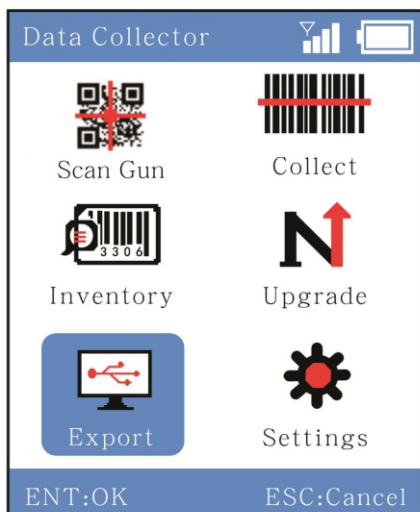 Data Collector
Scan Gun
Collect
3306
Inventory
Upgrade
Export
Settings
ENT:OK
ESC:Cancel